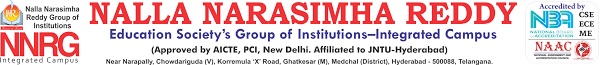 Nalla Narasimha
Reddy Group of
Institutions
NNRG
Integrated Campus
NALLA NARASIMHA REDDY
Education Society's Group of Institutions–Integrated Campus
(Approved by AICTE, PCI, New Delhi. Affiliated to JNTU-Hyderabad)
Near Narapally, Chowdariguda (V), Korremula 'X' Road, Ghatkesar (M), Medchal (District), Hyderabad - 500088, Telangana.
Accredited by
NBA
NATIONAL BOARD
of ACCREDITATION
CSE
ECE
ME
NAAC